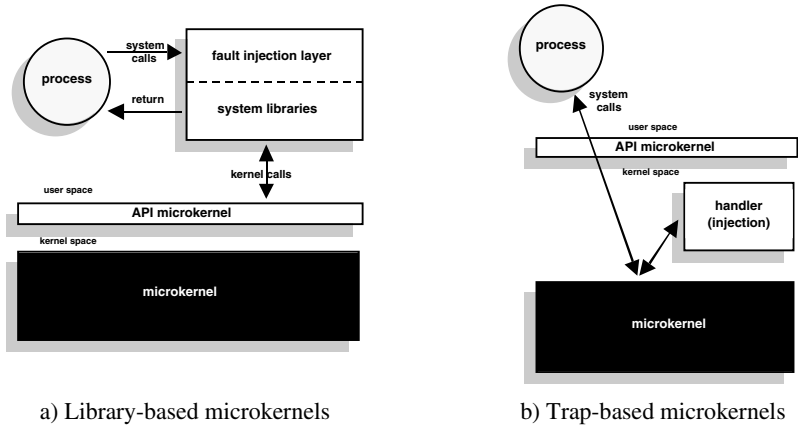 process
system
calls
return
fault injection layer
system libraries
kernel calls
user space
API microkernel
kernel space
microkernel
a) Library-based microkernels
process
system
calls
user space
API microkernel
kernel space
handler
(injection)
microkernel
b) Trap-based microkernels